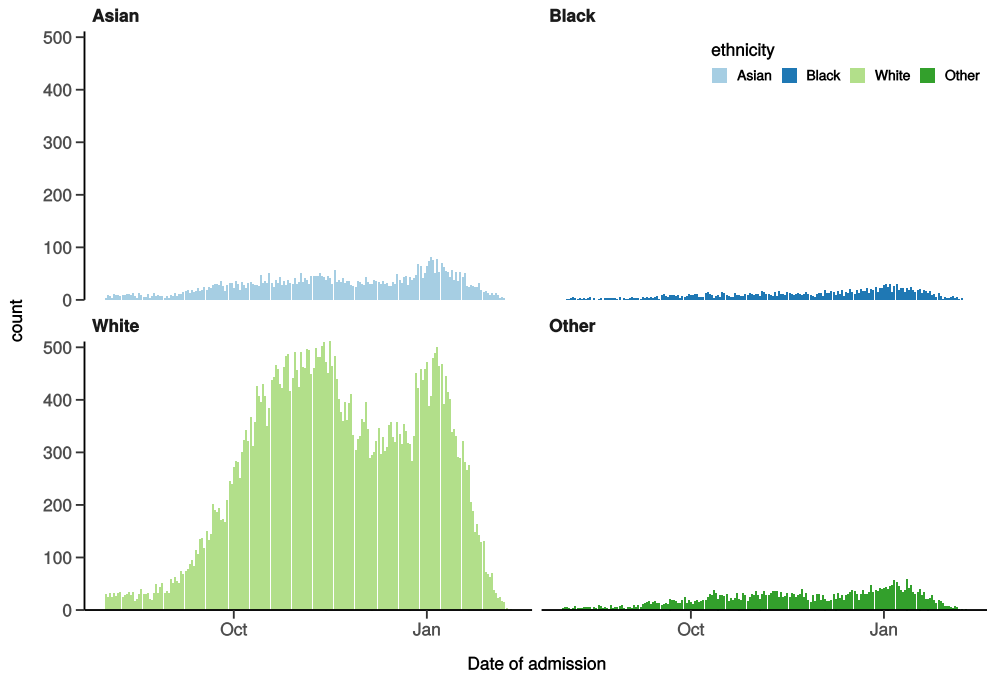 Asian
Black
500
400
300
200
100
0
ethnicity
Asian Black White Other
count
White
Other
500
400
300
200
100
0
Oct Jan
Oct Jan
Date of admission